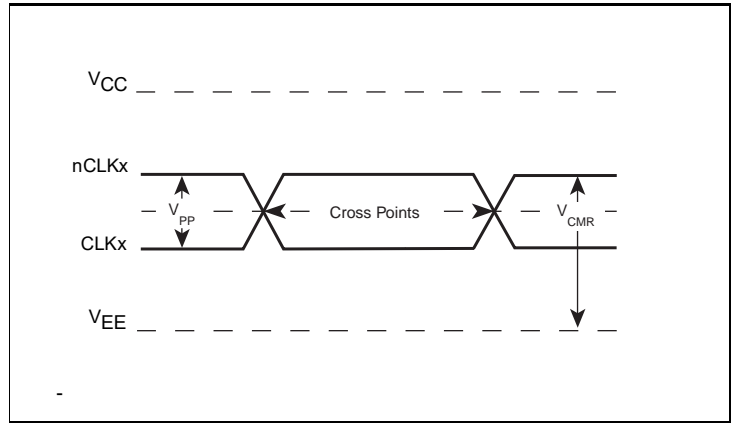 VCC
nCLKx
VPP
Cross Points
VCMR
CLKx
VEE
-